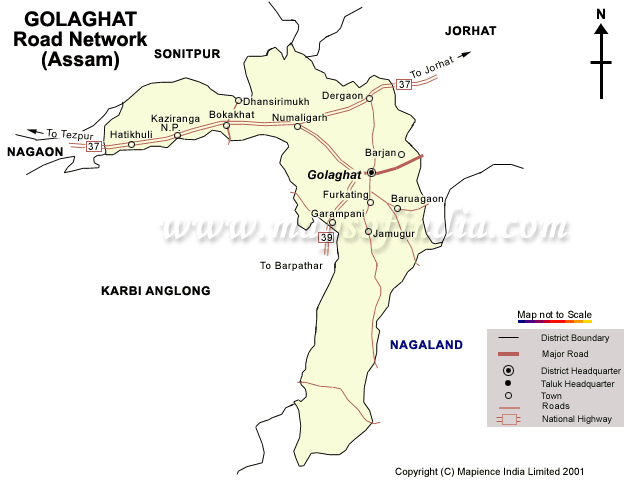 GOLAGHAT
Road Network
(Assam)
SONITPUR
JORHAT
N
To Jorhat
37
Dergaon
Dhansirimukh
Kaziranga
N.P.
Bokakhat
Numaligarh
To Tezpur
37
Hatikhuli
NAGAON
Barjan
Golaghat
Furkating
Baruagaon
Garampani
www.mapsofindia.com
39
Jamugur
To Barpathar
KARBI ANGLONG
NAGALAND
Map not to Scale
District Boundary
Major Road
District Headquarter
Taluk Headquarter
Town
Roads
National Highway
Copyright (C) Mapience India Limited 2001